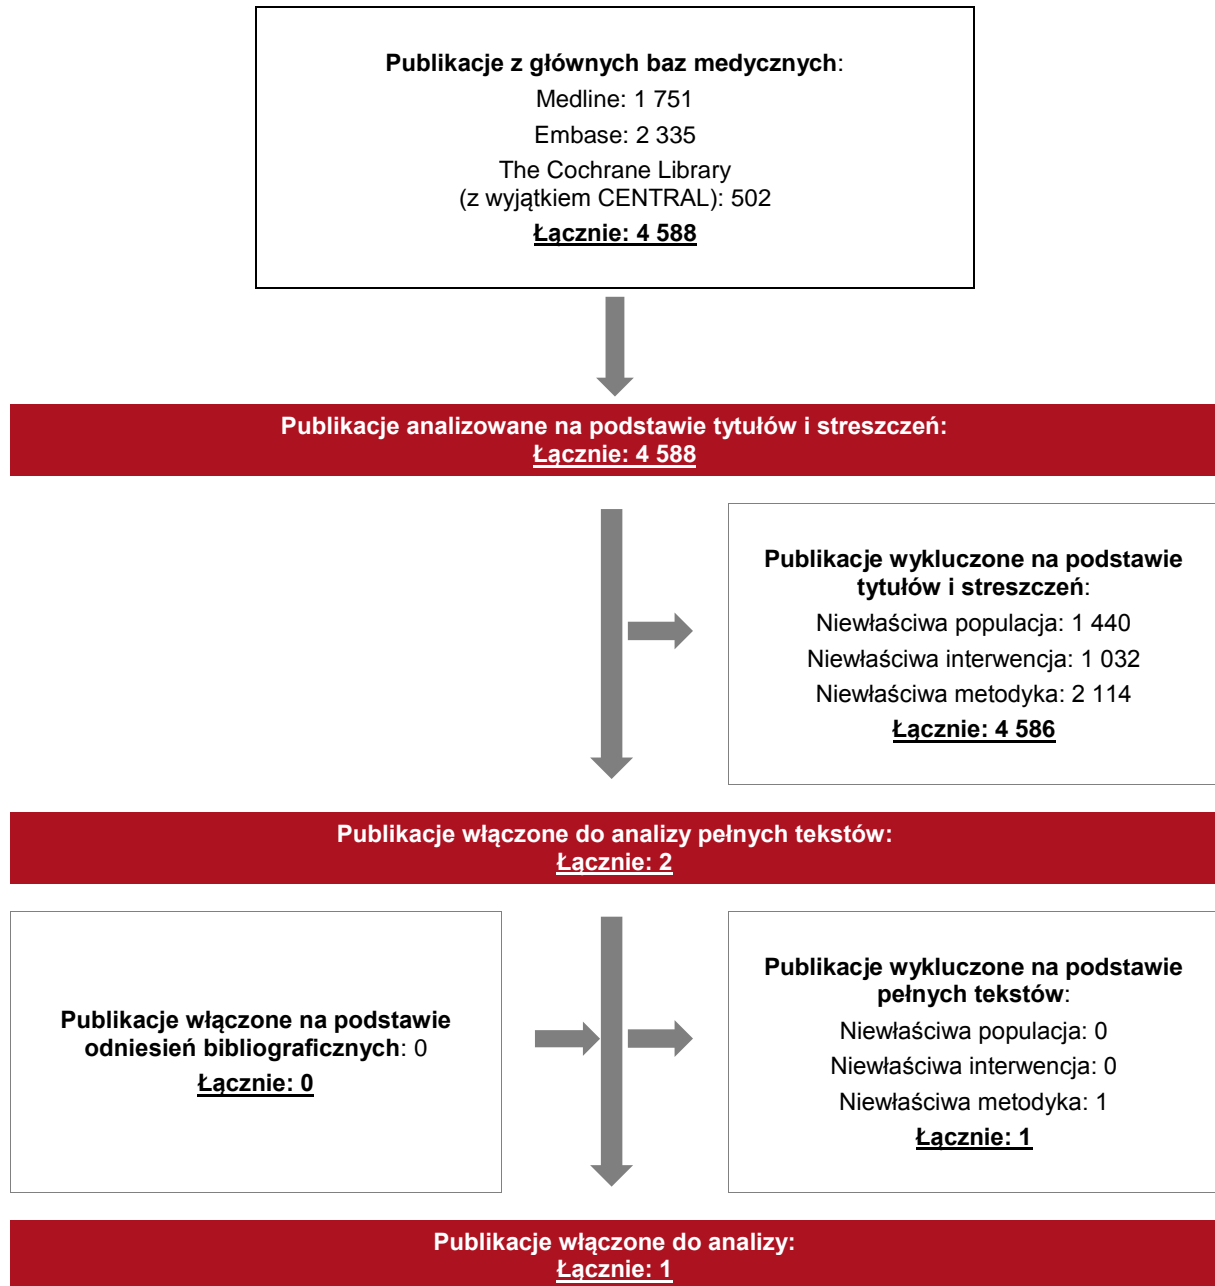 Publikacje z głównych baz medycznych:
Medline: 1 751
Embase: 2 335
The Cochrane Library
(z wyjątkiem CENTRAL): 502
Łącznie: 4 588
Publikacje analizowane na podstawie tytułów i streszczeń:
Łącznie: 4 588
Publikacje wykluczone na podstawie
tytułów i streszczeń:
Niewłaściwa populacja: 1 440
Niewłaściwa interwencja: 1 032
Niewłaściwa metodyka: 2 114
Łącznie: 4 586
Publikacje włączone do analizy pełnych tekstów:
Łącznie: 2
Publikacje włączone na podstawie
odniesień bibliograficznych: 0
Łącznie: 0
Publikacje wykluczone na podstawie
pełnych tekstów:
Niewłaściwa populacja: 0
Niewłaściwa interwencja: 0
Niewłaściwa metodyka: 1
Łącznie: 1
Publikacje włączone do analizy:
Łącznie: 1